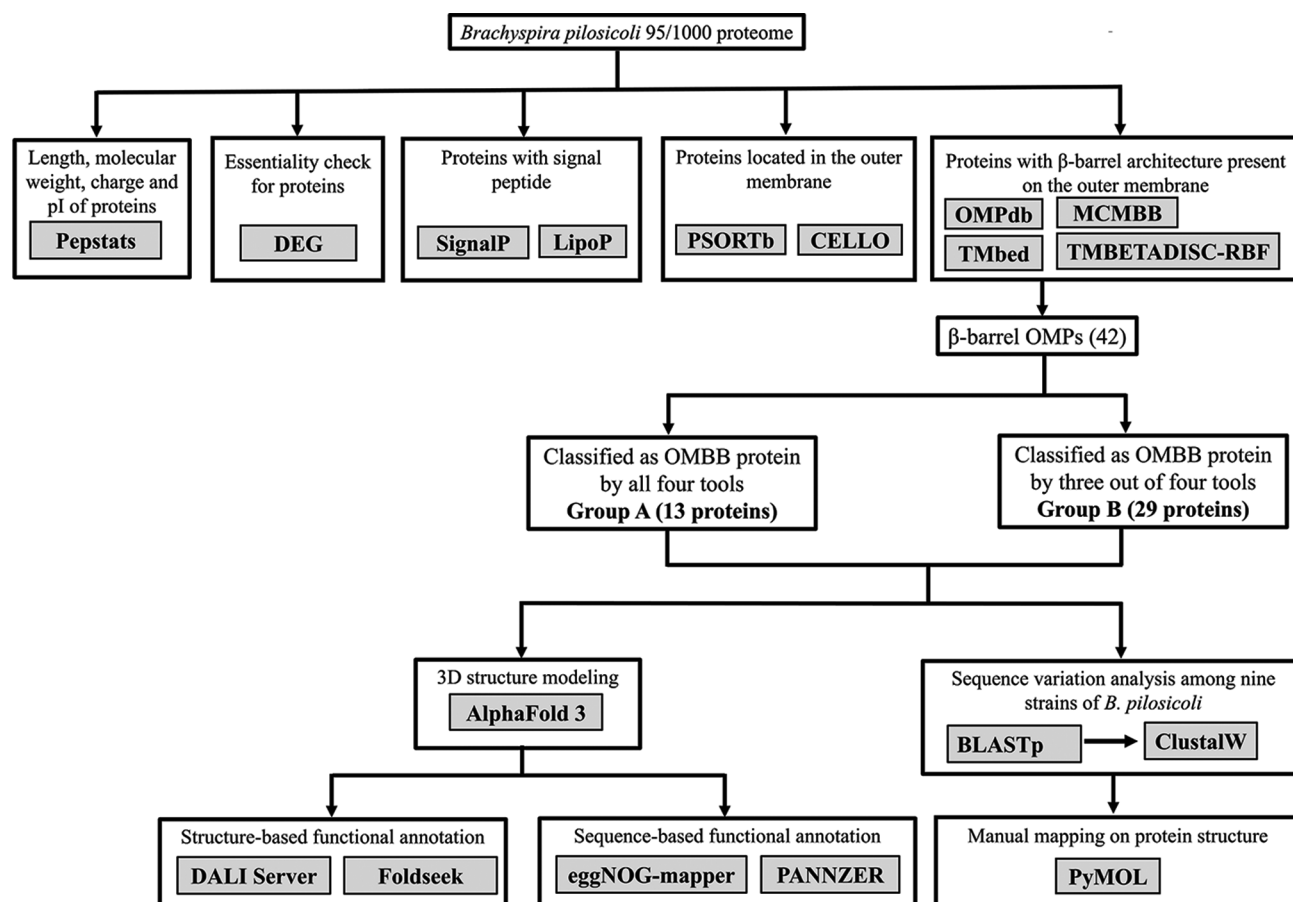 Brachyspira pilosicoli 95/1000 proteome
Length, molecular
weight, charge and
pI of proteins
Pepstats
Essentiality check
for proteins
DEG
Proteins with signal
peptide
SignalP
LipoP
Proteins located in the outer
membrane
PSORTb
CELLO
Proteins with β-barrel architecture present
on the outer membrane
OMPdb
MCMBB
TMbed
TMBETADISC-RBF
β-barrel OMPs (42)
Classified as OMBB protein
by all four tools
Group A (13 proteins)
Classified as OMBB protein
by three out of four tools
Group B (29 proteins)
3D structure modeling
AlphaFold 3
Sequence variation analysis among nine
strains of B. pilosicoli
BLASTp
ClustalW
Structure-based functional annotation
DALI Server
Foldseek
Sequence-based functional annotation
eggNOG-mapper
PANNZER
Manual mapping on protein structure
PyMOL